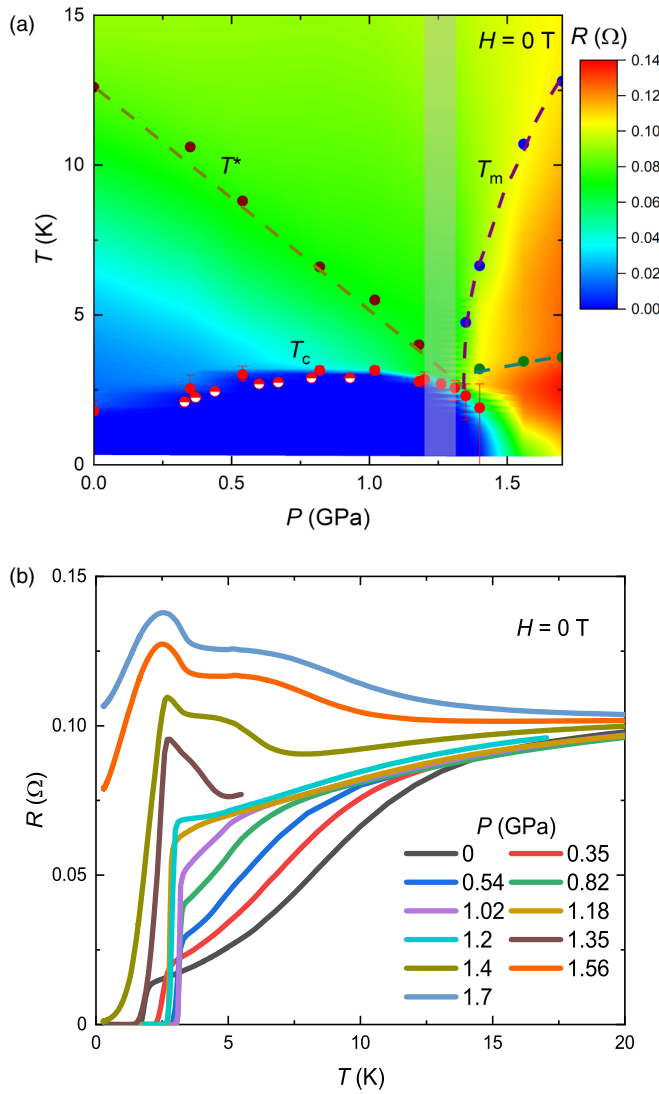 (a)
H = 0 T
R (Ω)
T*
T_m
T_c
15
10
5
0
T (K)
0.0 0.5 1.0 1.5
P (GPa)
0.14
0.12
0.10
0.08
0.06
0.04
0.02
0.00
(b)
H = 0 T
0.15
0.10
0.05
0
R (Ω)
P (GPa)
0 0.35
0.54 0.82
1.02 1.18
1.2 1.35
1.4 1.56
1.7
0 5 10 15 20
T (K)